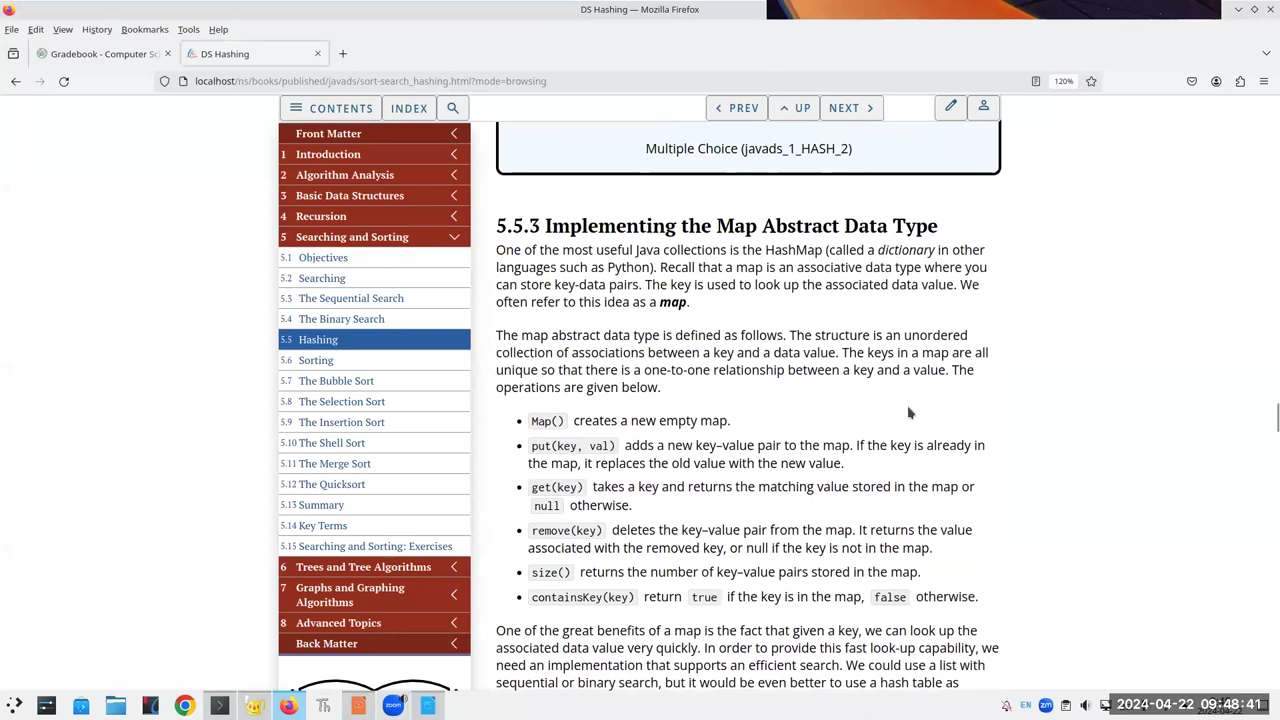 DS Hashing — Mozilla Firefox
File Edit View History Bookmarks Tools Help
Gradebook - Computer Sci
DS Hashing
localhost/ns/books/published/javads/sort-search_hashing.html?mode=browsing
120%
CONTENTS INDEX PREV UP NEXT
Front Matter
1 Introduction
2 Algorithm Analysis
3 Basic Data Structures
4 Recursion
5 Searching and Sorting
5.1 Objectives
5.2 Searching
5.3 The Sequential Search
5.4 The Binary Search
5.5 Hashing
5.6 Sorting
5.7 The Bubble Sort
5.8 The Selection Sort
5.9 The Insertion Sort
5.10 The Shell Sort
5.11 The Merge Sort
5.12 The Quicksort
5.13 Summary
5.14 Key Terms
5.15 Searching and Sorting: Exercises
6 Trees and Tree Algorithms
7 Graphs and Graphing
Algorithms
8 Advanced Topics
Back Matter
Multiple Choice (javads_1_HASH_2)
5.5.3 Implementing the Map Abstract Data Type
One of the most useful Java collections is the HashMap (called a dictionary in other
languages such as Python). Recall that a map is an associative data type where you
can store key-data pairs. The key is used to look up the associated data value. We
often refer to this idea as a map.
The map abstract data type is defined as follows. The structure is an unordered
collection of associations between a key and a data value. The keys in a map are all
unique so that there is a one-to-one relationship between a key and a value. The
operations are given below.
• Map() creates a new empty map.
• put(key, val) adds a new key–value pair to the map. If the key is already in
the map, it replaces the old value with the new value.
• get(key) takes a key and returns the matching value stored in the map or
null otherwise.
• remove(key) deletes the key–value pair from the map. It returns the value
associated with the removed key, or null if the key is not in the map.
• size() returns the number of key–value pairs stored in the map.
• containsKey(key) return true if the key is in the map, false otherwise.
One of the great benefits of a map is the fact that given a key, we can look up the
associated data value very quickly. In order to provide this fast look-up capability, we
need an implementation that supports an efficient search. We could use a list with
sequential or binary search, but it would be even better to use a hash table as
Th
zoom
EN
zm
2024-04-22 09:48:41